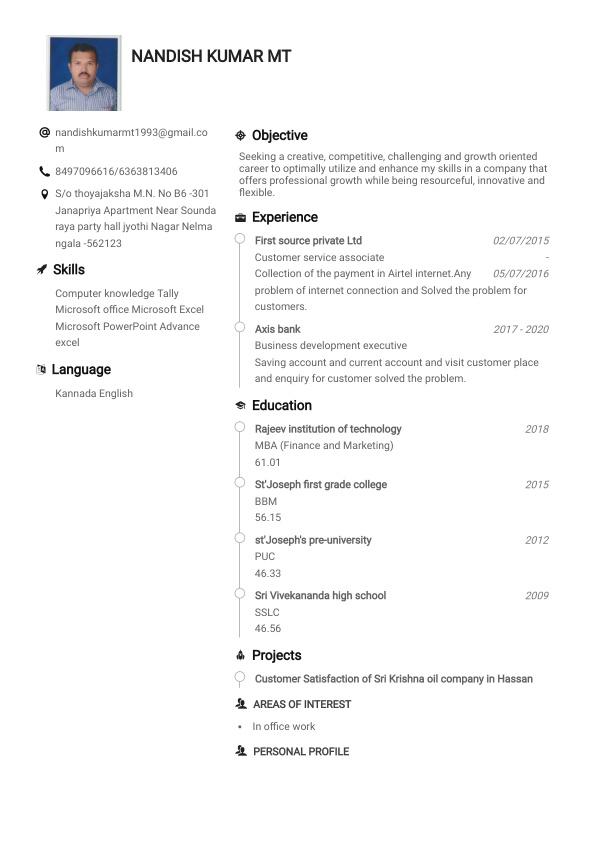 NANDISH KUMAR MT
nandishkumarmt1993@gmail.co
m
8497096616/6363813406
S/o thoyajaksha M.N. No B6 -301
Janapriya Apartment Near Sounda
raya party hall jyothi Nagar Nelma
ngala -562123
Skills
Computer knowledge Tally
Microsoft office Microsoft Excel
Microsoft PowerPoint Advance
excel
Language
Kannada English
Objective
Seeking a creative, competitive, challenging and growth oriented
career to optimally utilize and enhance my skills in a company that
offers professional growth while being resourceful, innovative and
flexible.
Experience
First source private Ltd 02/07/2015
Customer service associate -
Collection of the payment in Airtel internet.Any 05/07/2016
problem of internet connection and Solved the problem for
customers.
Axis bank 2017 - 2020
Business development executive
Saving account and current account and visit customer place
and enquiry for customer solved the problem.
Education
Rajeev institution of technology 2018
MBA (Finance and Marketing)
61.01
St'Joseph first grade college 2015
BBM
56.15
st'Joseph's pre-university 2012
PUC
46.33
Sri Vivekananda high school 2009
SSLC
46.56
Projects
Customer Satisfaction of Sri Krishna oil company in Hassan
AREAS OF INTEREST
• In office work
PERSONAL PROFILE